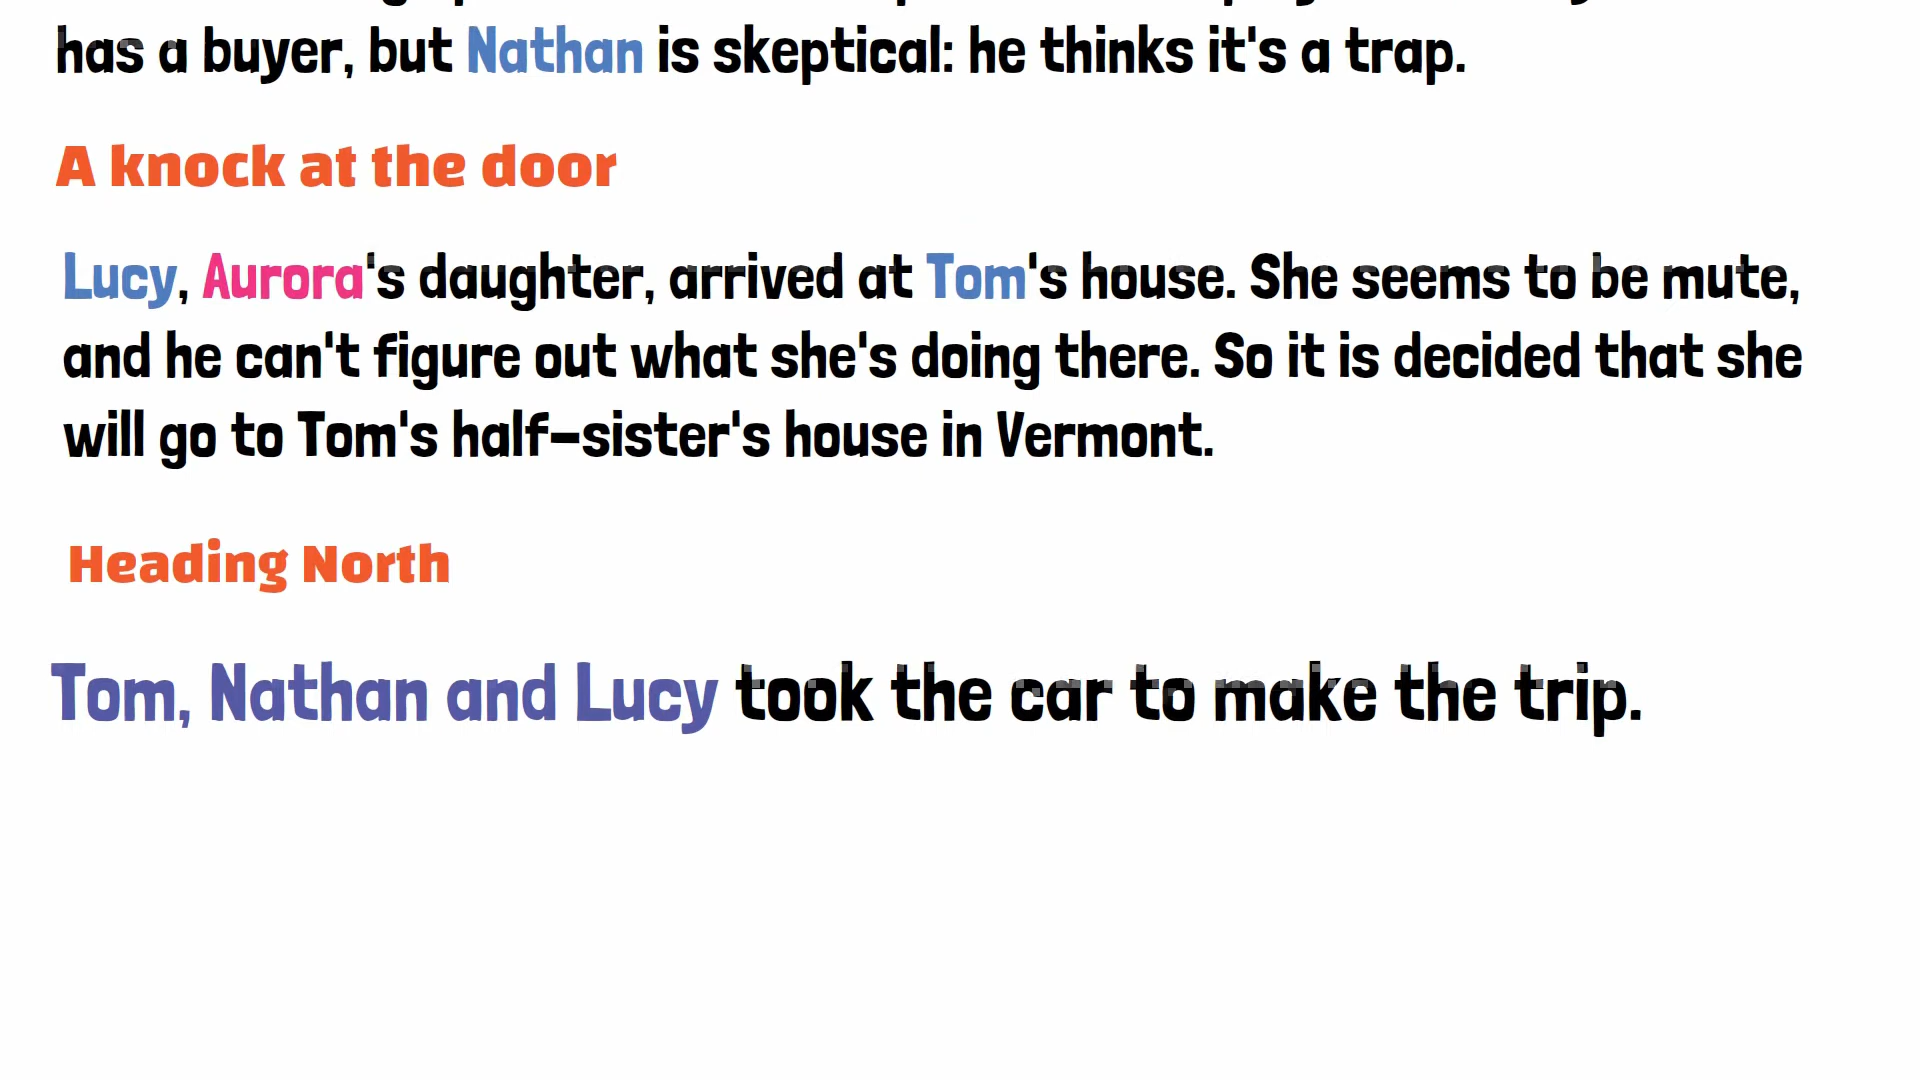 has a buyer, but Nathan is skeptical: he thinks it's a trap.
A knock at the door
Lucy, Aurora's daughter, arrived at Tom's house. She seems to be mute,
and he can't figure out what she's doing there. So it is decided that she
will go to Tom's half-sister's house in Vermont.
Heading North
Tom, Nathan and Lucy took the car to make the trip.